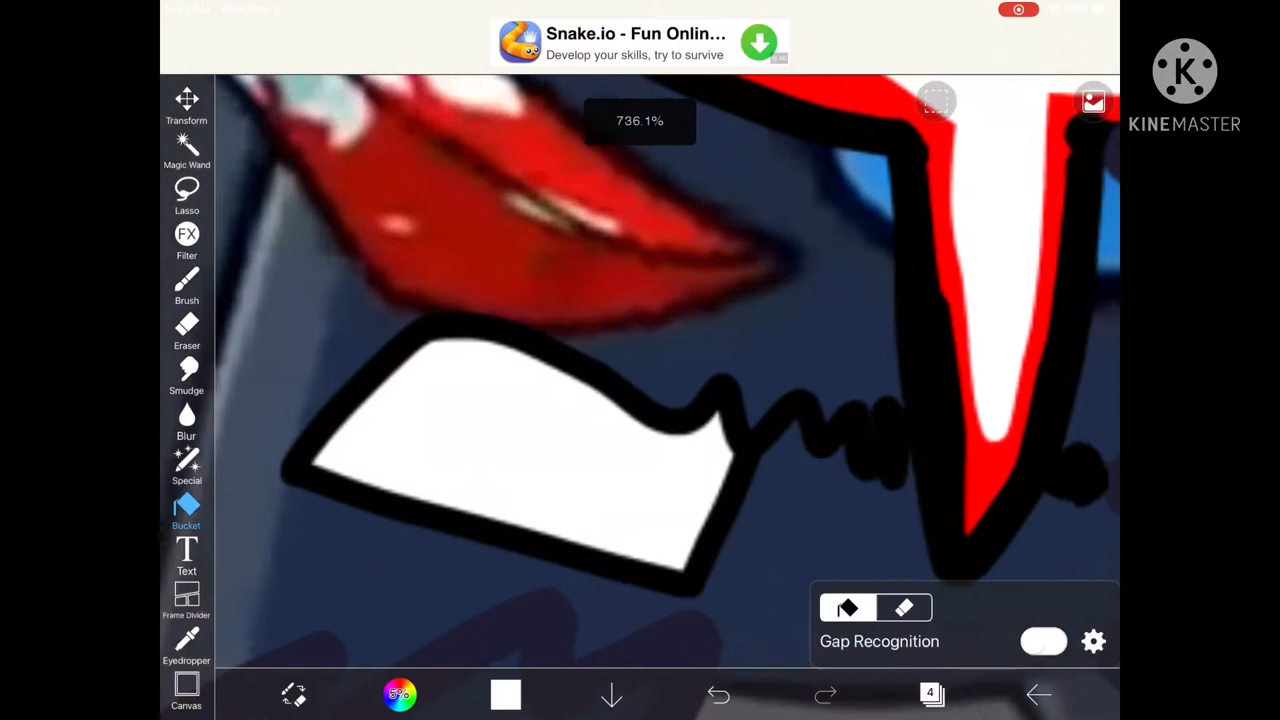 Snake.io - Fun Onlin...
Develop your skills, try to survive
KINEMASTER
736.1%
Transform
Magic Wand
Lasso
FX
Filter
Brush
Eraser
Smudge
Blur
Special
Bucket
T
Text
Frame Divider
Eyedropper
Canvas
Gap Recognition
5%
4